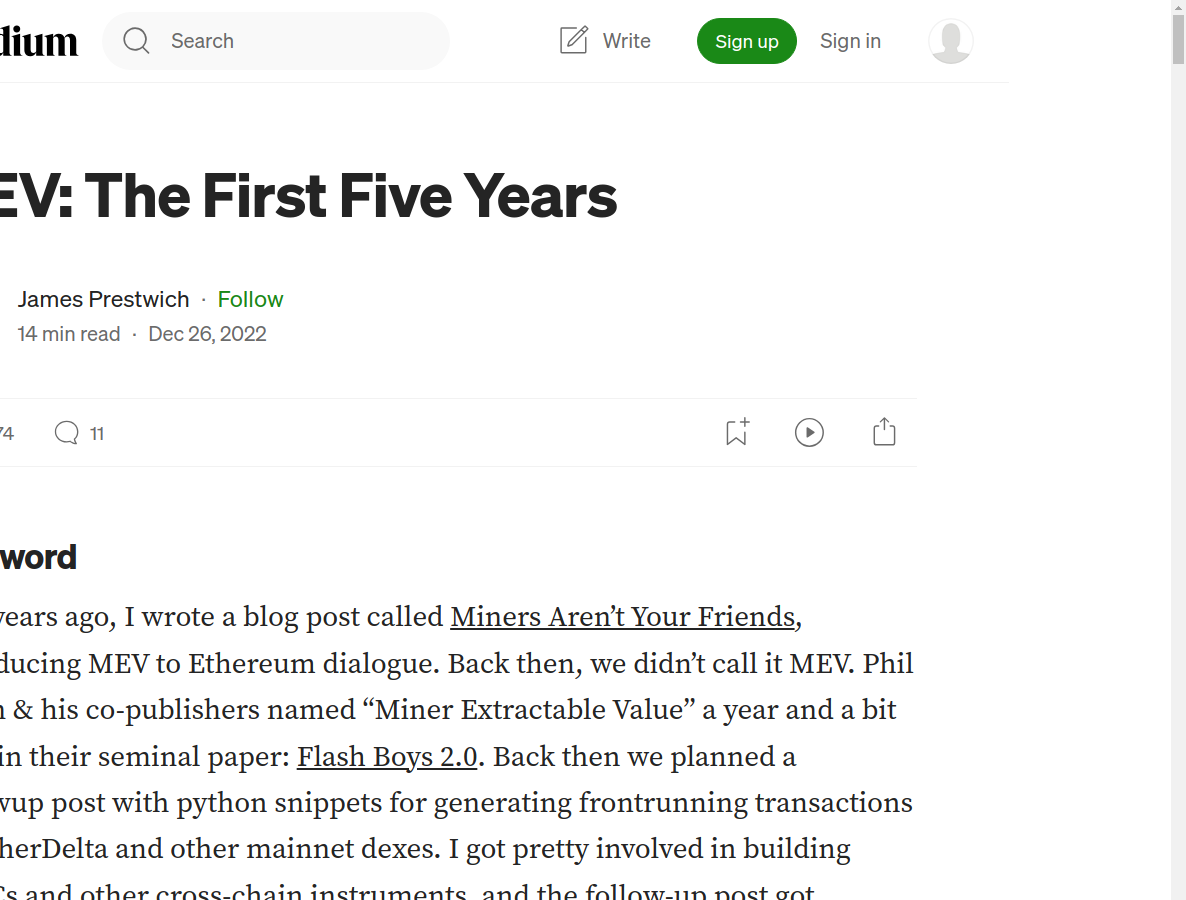 dium
Search
Write
Sign up
Sign in
EV: The First Five Years
James Prestwich · Follow
14 min read · Dec 26, 2022
74
11
word
years ago, I wrote a blog post called Miners Aren’t Your Friends,
ducing MEV to Ethereum dialogue. Back then, we didn’t call it MEV. Phil
& his co-publishers named “Miner Extractable Value” a year and a bit
in their seminal paper: Flash Boys 2.0. Back then we planned a
wup post with python snippets for generating frontrunning transactions
herDelta and other mainnet dexes. I got pretty involved in building
Cs and other cross-chain instruments, and the follow-up post got